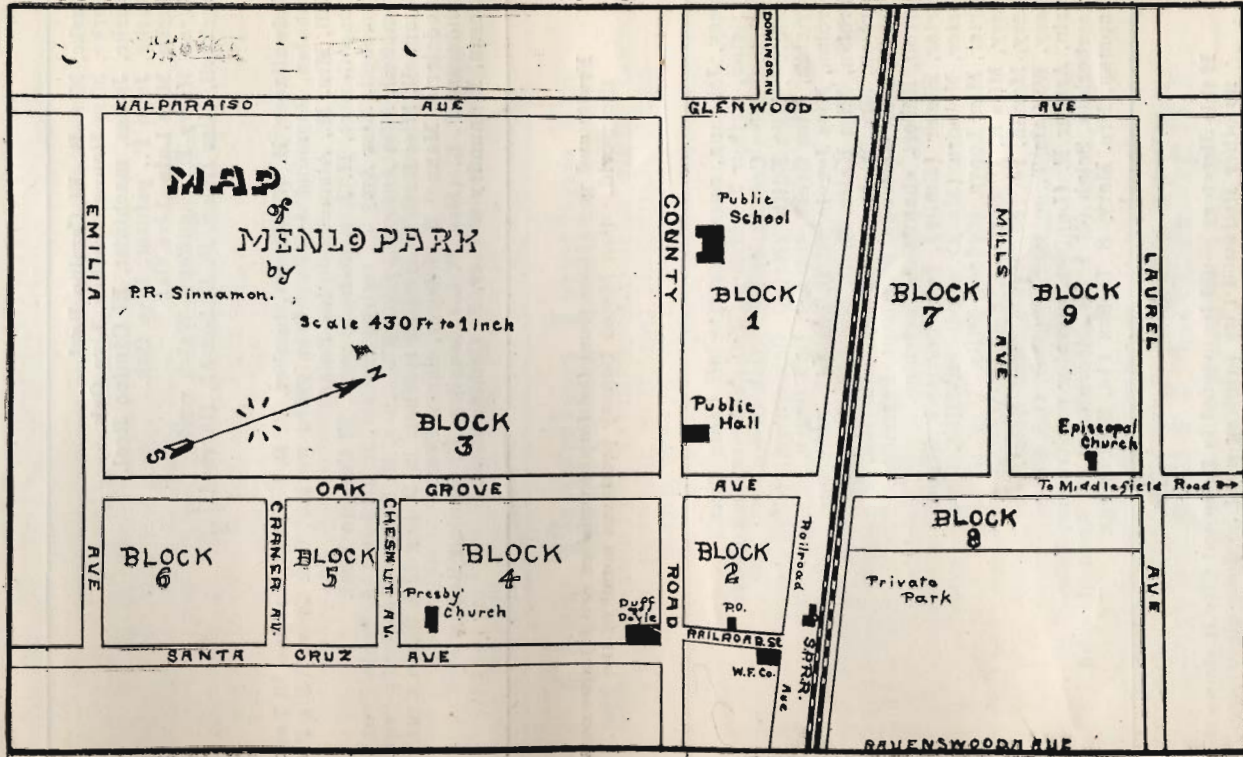 DOMINGO AV
VALPARAISO AVE
GLENWOOD AVE
MAP
of
MENLO PARK
by
P.R. Sinnamon.
Scale 430 Ft to 1 inch
N
S
EMILIA AVE
COUNTY ROAD
Public
School
BLOCK
1
MILLS AVE
BLOCK
7
BLOCK
9
LAUREL AVE
BLOCK
3
Public
Hall
Episcopal
Church
OAK GROVE AVE
To Middlefield Road
BLOCK
6
CRANER AV.
BLOCK
5
CHESNUT AV.
BLOCK
4
Presby'
Church
Duff
Doyle
BLOCK
2
P.O.
RAILROAD St
W.F. Co.
Railroad Ave
S.P.R.R.
BLOCK
8
Private
Park
SANTA CRUZ AVE
RAVENSWOOD AVE